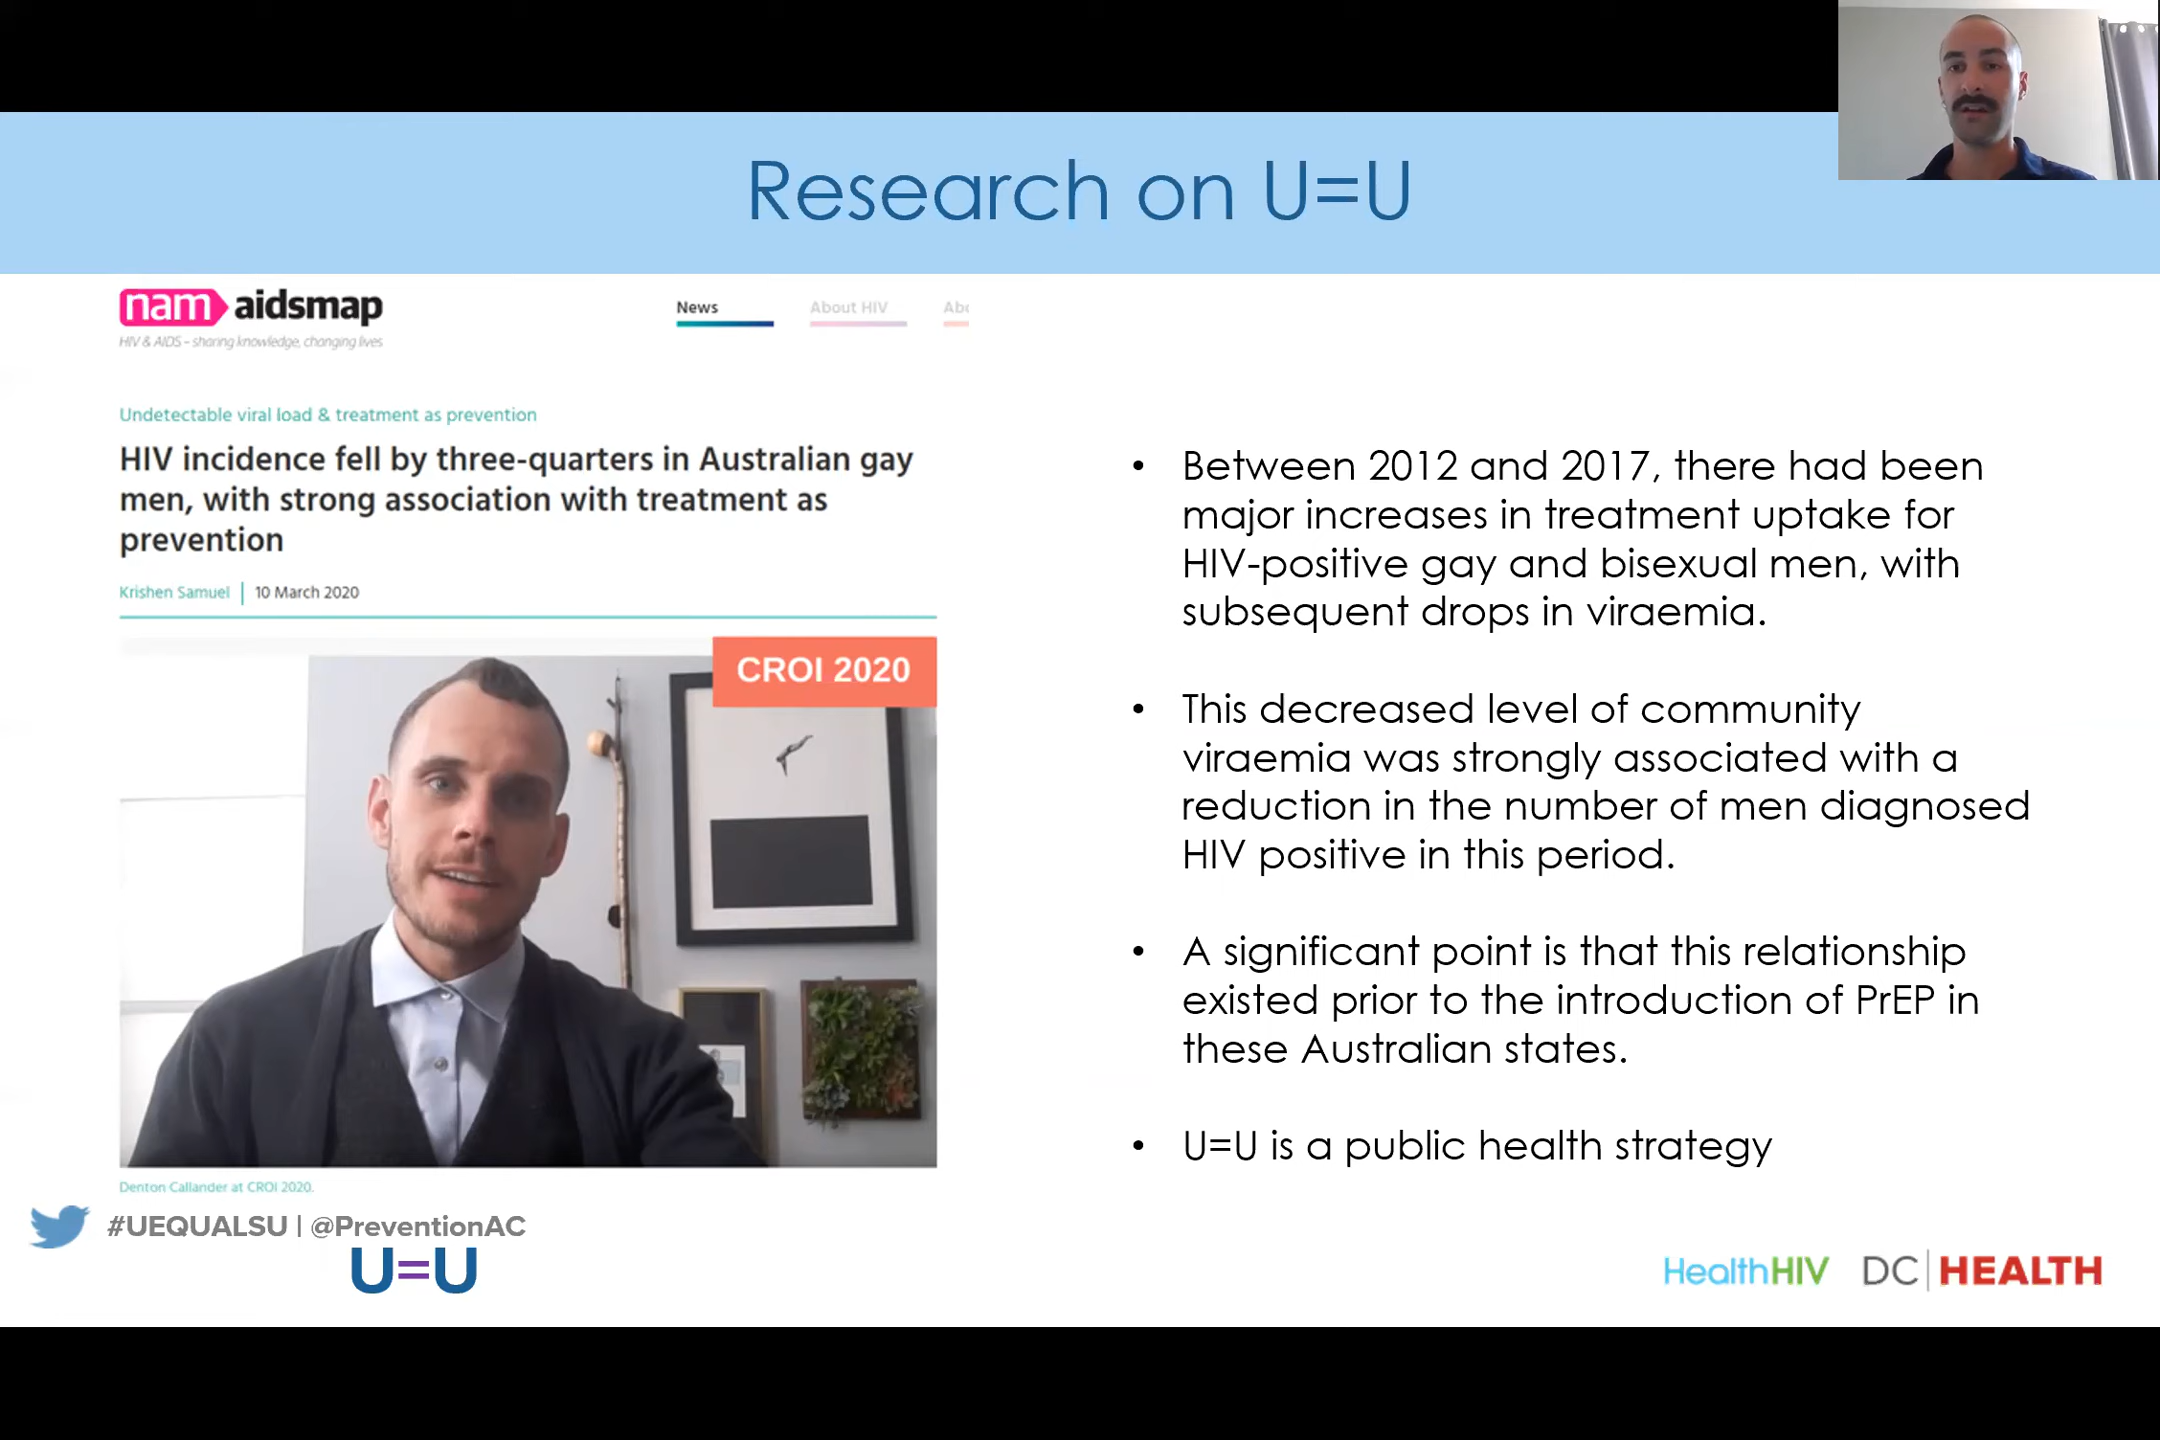 Research on U=U
nam aidsmap
HIV & AIDS – sharing knowledge, changing lives
News
About HIV
Undetectable viral load & treatment as prevention
HIV incidence fell by three-quarters in Australian gay
men, with strong association with treatment as
prevention
Krishen Samuel | 10 March 2020
CROI 2020
Denton Callander at CROI 2020.
• Between 2012 and 2017, there had been
major increases in treatment uptake for
HIV-positive gay and bisexual men, with
subsequent drops in viraemia.
• This decreased level of community
viraemia was strongly associated with a
reduction in the number of men diagnosed
HIV positive in this period.
• A significant point is that this relationship
existed prior to the introduction of PrEP in
these Australian states.
• U=U is a public health strategy
#UEQUALSU | @PreventionAC
U=U
HealthHIV
DC | HEALTH